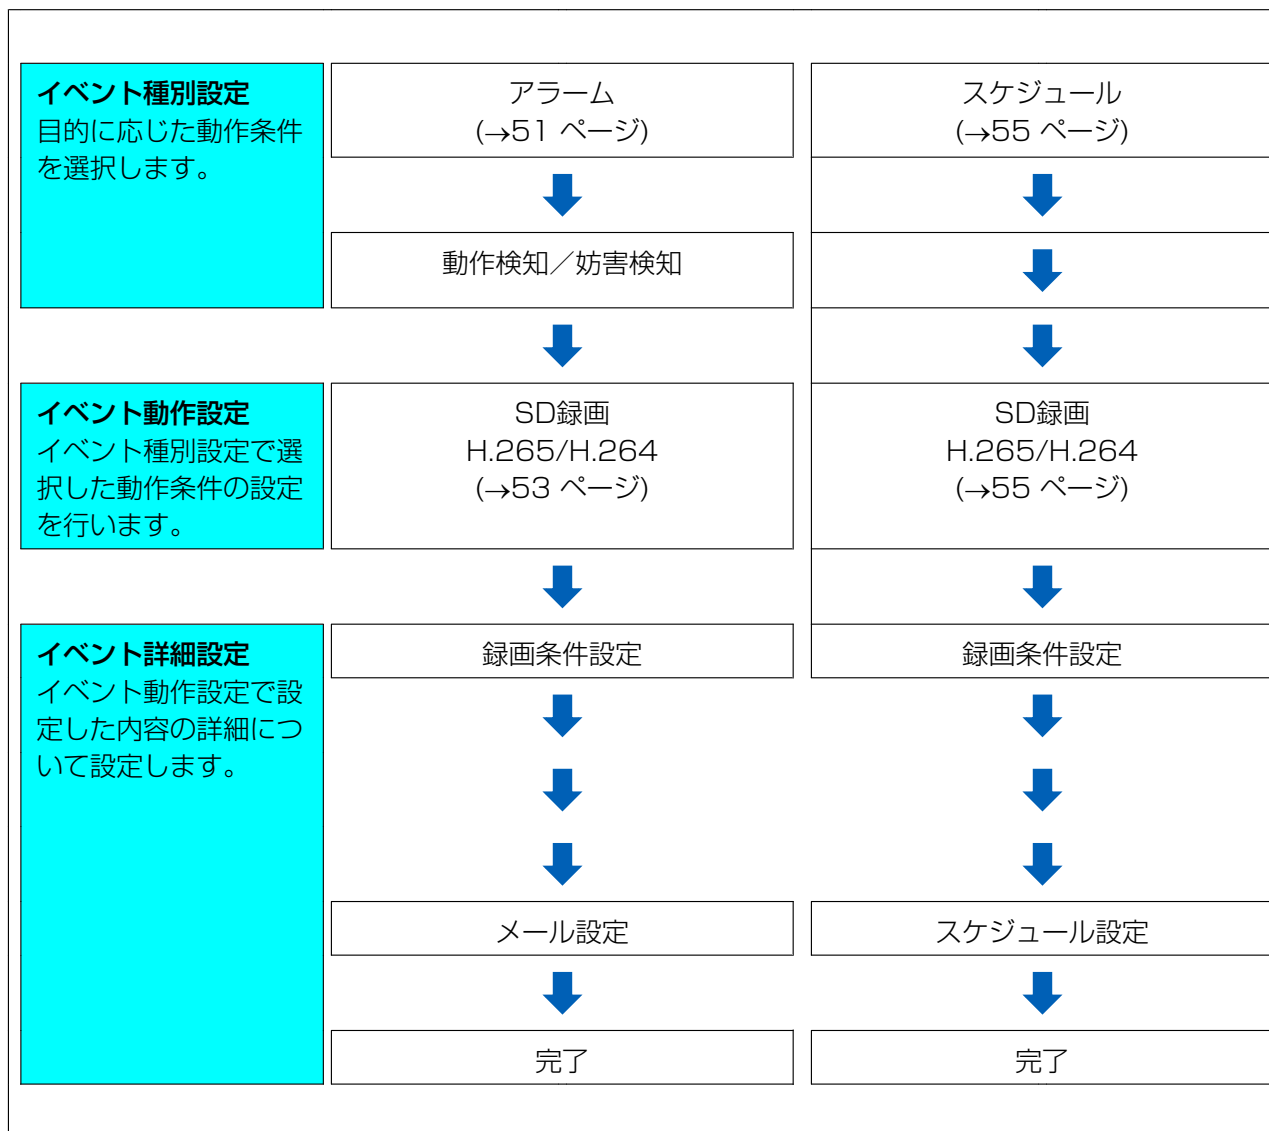 イベント種別設定
目的に応じた動作条件
を選択します。
アラーム
(→51 ページ)
スケジュール
(→55 ページ)
動作検知／妨害検知
イベント動作設定
イベント種別設定で選
択した動作条件の設定
を行います。
SD録画
H.265/H.264
(→53 ページ)
SD録画
H.265/H.264
(→55 ページ)
イベント詳細設定
イベント動作設定で設
定した内容の詳細につ
いて設定します。
録画条件設定
録画条件設定
メール設定
スケジュール設定
完了
完了